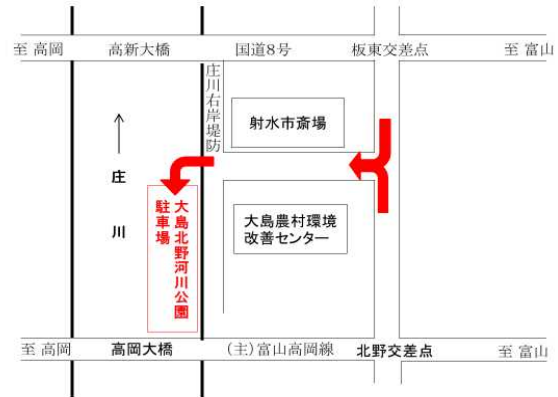 至 高岡 高新大橋 国道8号 板東交差点 至 富山
庄川右岸堤防
射水市斎場
庄川
大島北野河川公園
駐車場
大島農村環境
改善センター
至 高岡 高岡大橋 (主)富山高岡線 北野交差点 至 富山